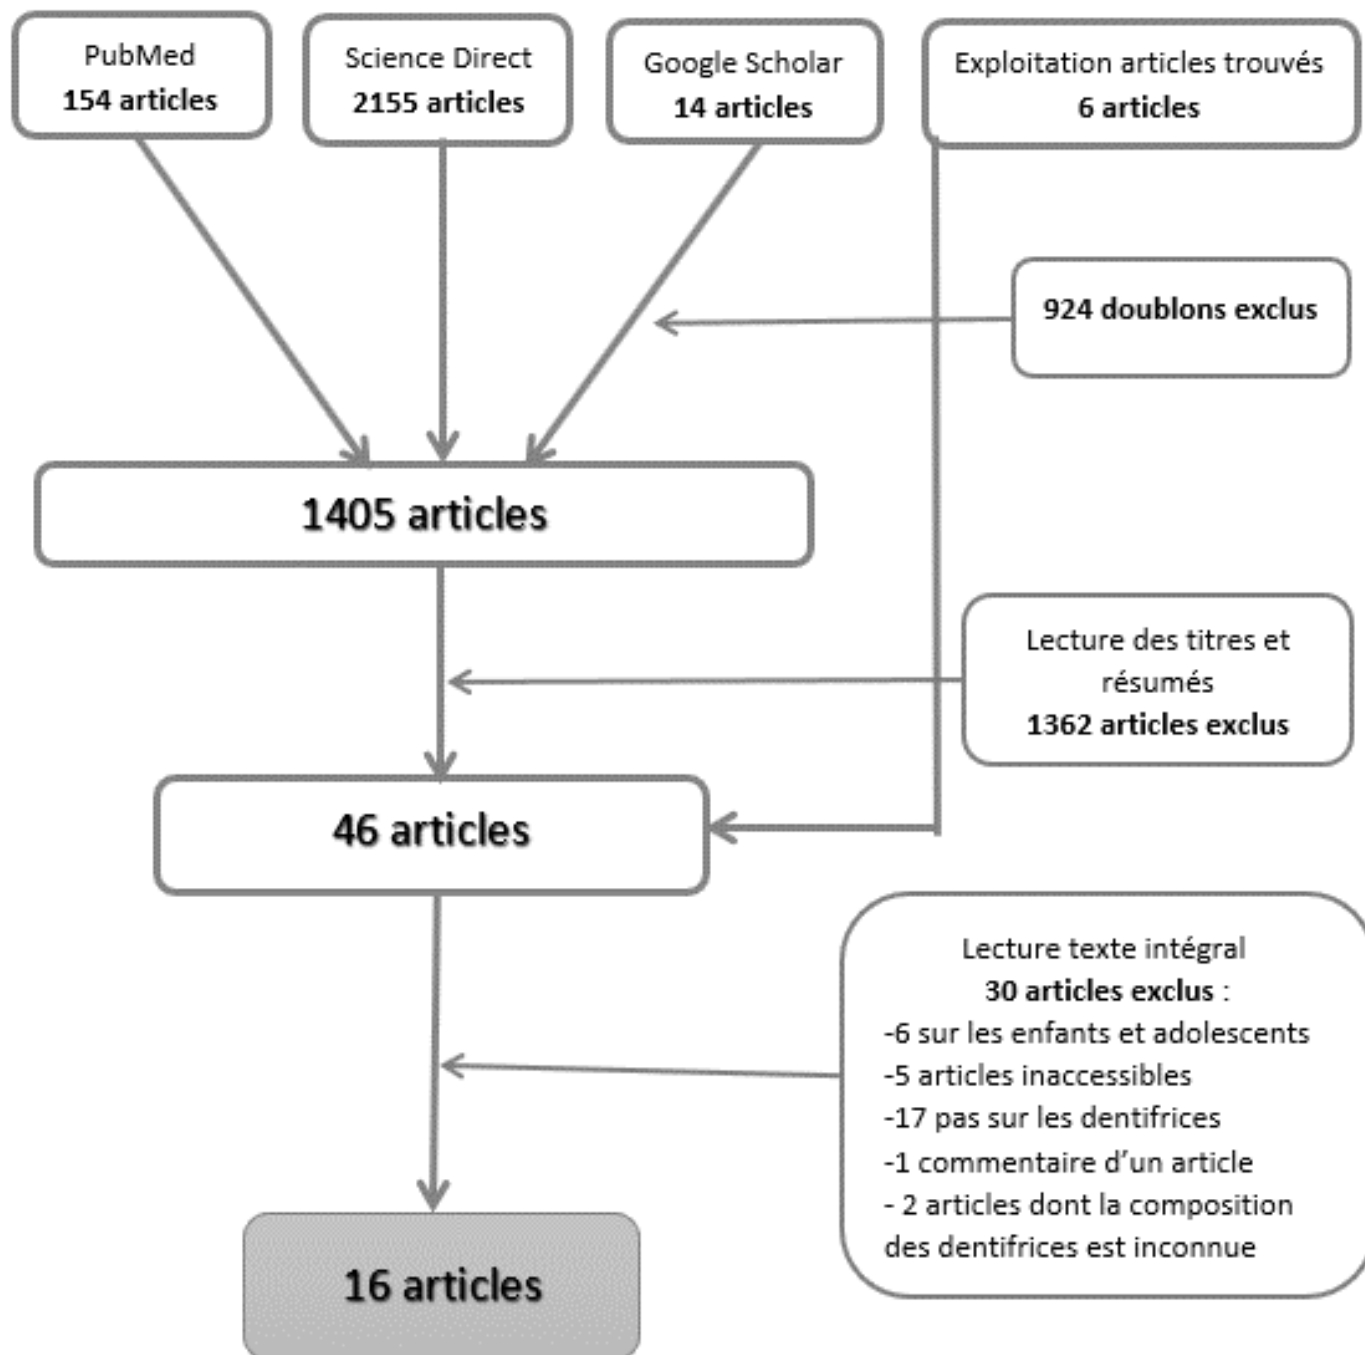 PubMed
154 articles
Science Direct
2155 articles
Google Scholar
14 articles
Exploitation articles trouvés
6 articles
924 doublons exclus
1405 articles
Lecture des titres et
résumés
1362 articles exclus
46 articles
Lecture texte intégral
30 articles exclus :
-6 sur les enfants et adolescents
-5 articles inaccessibles
-17 pas sur les dentifrices
-1 commentaire d'un article
- 2 articles dont la composition
des dentifrices est inconnue
16 articles